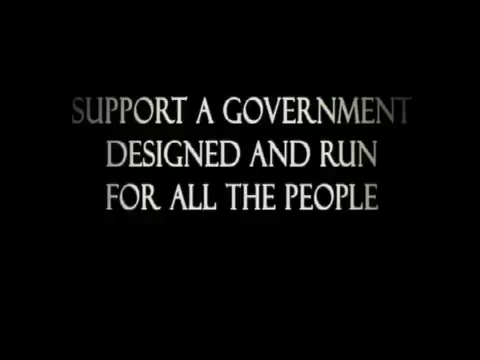 SUPPORT A GOVERNMENT
DESIGNED AND RUN
FOR ALL THE PEOPLE